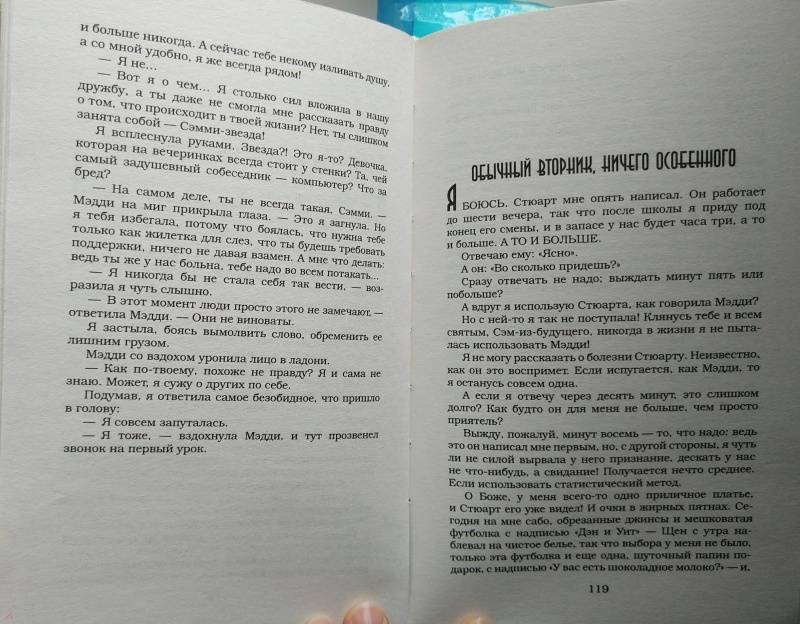 и больше никогда. А сейчас тебе некому изливать душу,
а со мной удобно, я же всегда рядом!
— Я не...
— Вот я о чем... Я столько сил вложила в нашу
дружбу, а ты даже не смогла мне рассказать правду
о том, что происходит в твоей жизни? Нет, ты слишком
занята собой — Сэмми-звезда!
Я всплеснула руками. Звезда?! Это я-то? Девочка,
которая на вечеринках всегда стоит у стенки? Та, чей
самый задушевный собеседник — компьютер? Что за
бред?
— На самом деле, ты не всегда такая, Сэмми. —
Мэдди на миг прикрыла глаза. — Это я загнула. Но
я тебя избегала, потому что боялась, что нужна тебе
только как жилетка для слез, что ты будешь требовать
поддержки, ничего не давая взамен. А мне что делать:
ведь ты же у нас больна, тебе надо во всем потакать...
— Я никогда бы не стала себя так вести, — воз-
разила я чуть слышно.
— В этот момент люди просто этого не замечают, —
ответила Мэдди. — Они не виноваты.
Я застыла, боясь вымолвить слово, обременить ее
лишним грузом.
Мэдди со вздохом уронила лицо в ладони.
— Как по-твоему, похоже не правду? Я и сама не
знаю. Может, я сужу о других по себе.
Подумав, я ответила самое безобидное, что пришло
в голову:
— Я совсем запуталась.
— Я тоже, — вздохнула Мэдди, и тут прозвенел
звонок на первый урок.
ОБЫЧНЫЙ ВТОРНИК, НИЧЕГО ОСОБЕННОГО
Я БОЮСЬ. Стюарт мне опять написал. Он работает
до шести вечера, так что после школы я приду под
конец его смены, и в запасе у нас будет часа три, а то
и больше. А ТО И БОЛЬШЕ.
Отвечаю ему: «Ясно».
А он: «Во сколько придешь?»
Сразу отвечать не надо; выждать минут пять или
побольше?
А вдруг я использую Стюарта, как говорила Мэдди?
Но с ней-то я так не поступала! Клянусь тебе и всем
святым, Сэм-из-будущего, никогда в жизни я не пыта-
лась использовать Мэдди!
Я не могу рассказать о болезни Стюарту. Неизвестно,
как он это воспримет. Если испугается, как Мэдди, то
я останусь совсем одна.
А если я отвечу через десять минут, это слишком
долго? Как будто он для меня не больше, чем просто
приятель?
Выжду, пожалуй, минут восемь — то, что надо: ведь
это он написал мне первым, но, с другой стороны, я чуть
ли не силой вырвала у него признание, дескать у нас
не что-нибудь, а свидание! Получается нечто среднее.
Если использовать статистический метод.
О Боже, у меня всего-то одно приличное платье,
и Стюарт его уже видел! И очки в жирных пятнах. Се-
годня на мне сабо, обрезанные джинсы и мешковатая
футболка с надписью «Дэн и Уит» — Щен с утра на-
блевал на чистое белье, так что выбора у меня не было,
только эта футболка и еще одна, шуточный папин по-
дарок, с надписью «У вас есть шоколадное молоко?» — и,
119